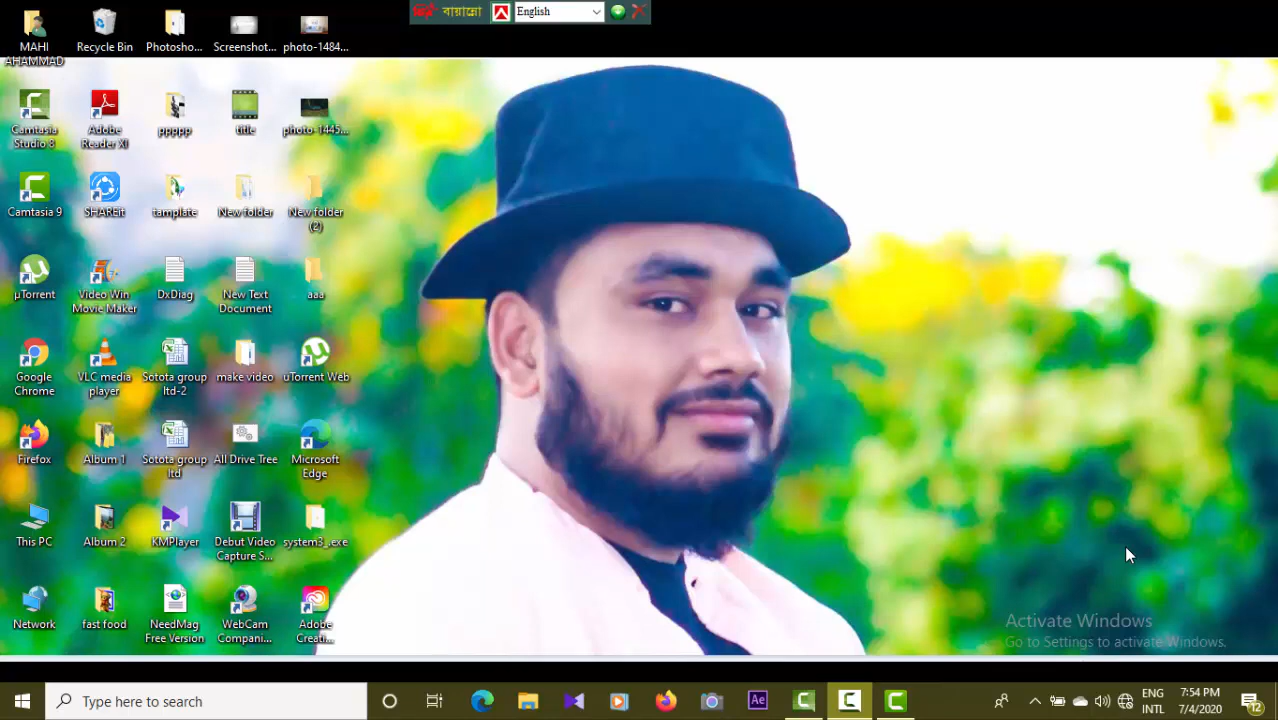 বিজয় বায়ান্নো English
MAHI AHAMMAD
Recycle Bin
Photosho...
Screenshot...
photo-1484...
Camtasia Studio 8
Adobe Reader XI
ppppp
title
photo-1445...
Camtasia 9
SHAREit
tamplate
New folder
New folder (2)
µTorrent
Video Win Movie Maker
DxDiag
New Text Document
aaa
Google Chrome
VLC media player
Sotota group ltd-2
make video
uTorrent Web
Firefox
Album 1
Sotota group ltd
All Drive Tree
Microsoft Edge
This PC
Album 2
KMPlayer
Debut Video Capture S...
system3_.exe
Network
fast food
NeedMag Free Version
WebCam Compani...
Adobe Creati...
Activate Windows
Go to Settings to activate Windows.
Type here to search
Ae
ENG
INTL
7:54 PM
7/4/2020
12